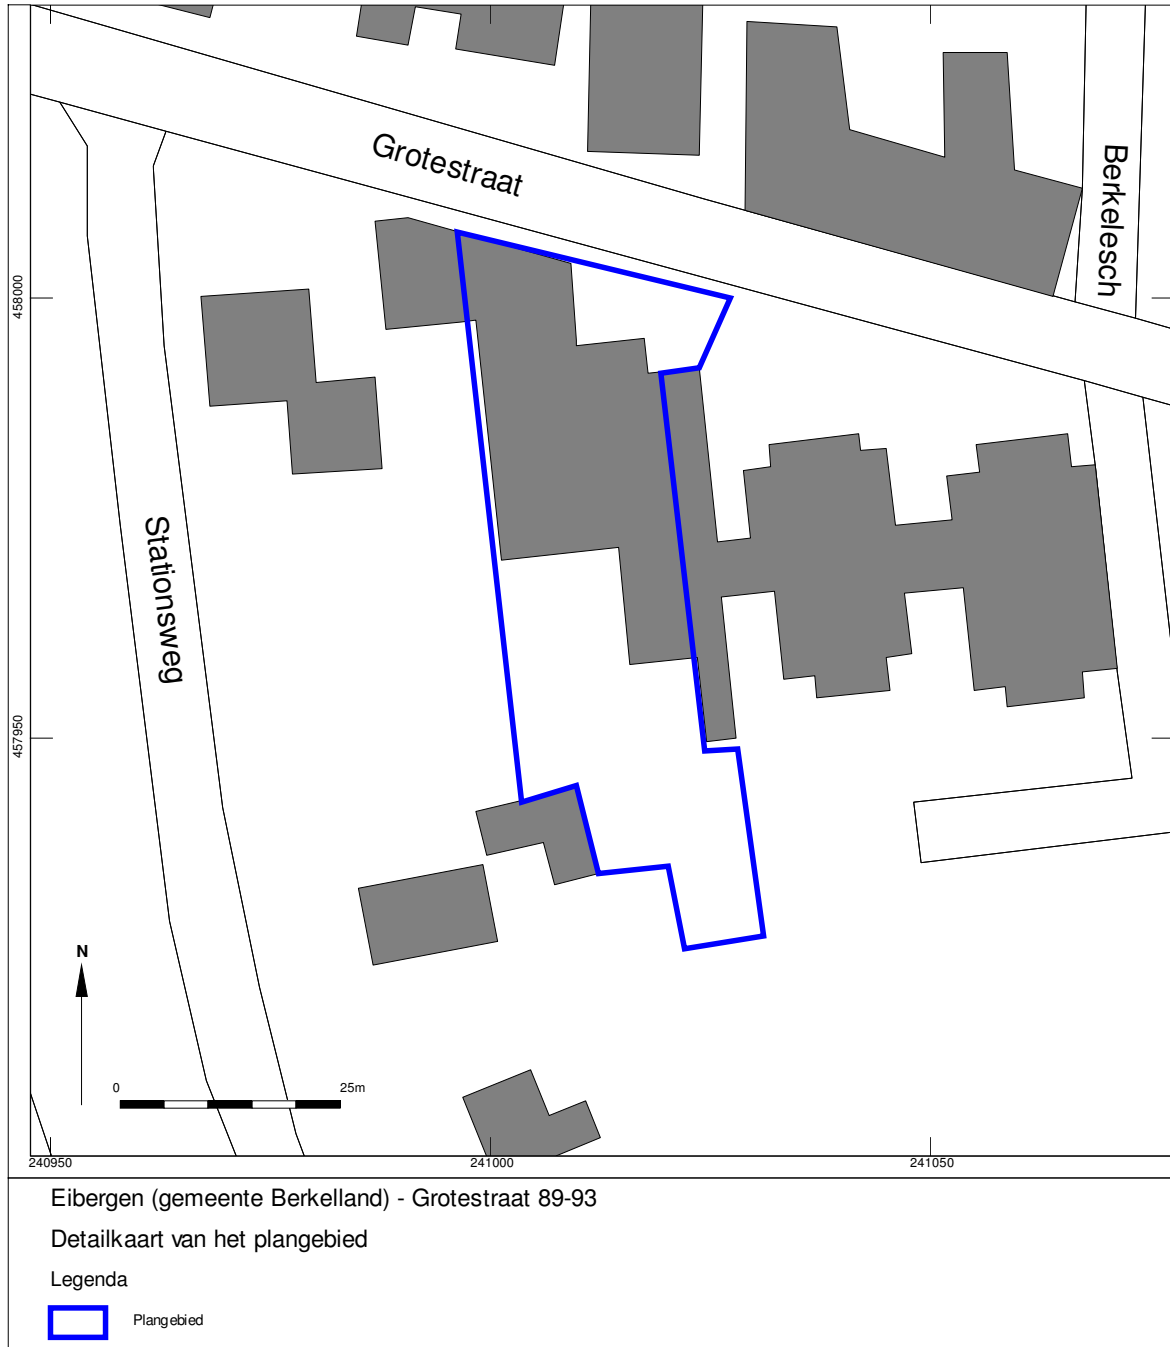 Grotestraat
Berkelesch
458000
Stationsweg
457950
N
0 25m
240950 241000 241050
Eibergen (gemeente Berkelland) - Grotestraat 89-93
Detailkaart van het plangebied
Legenda
Plangebied